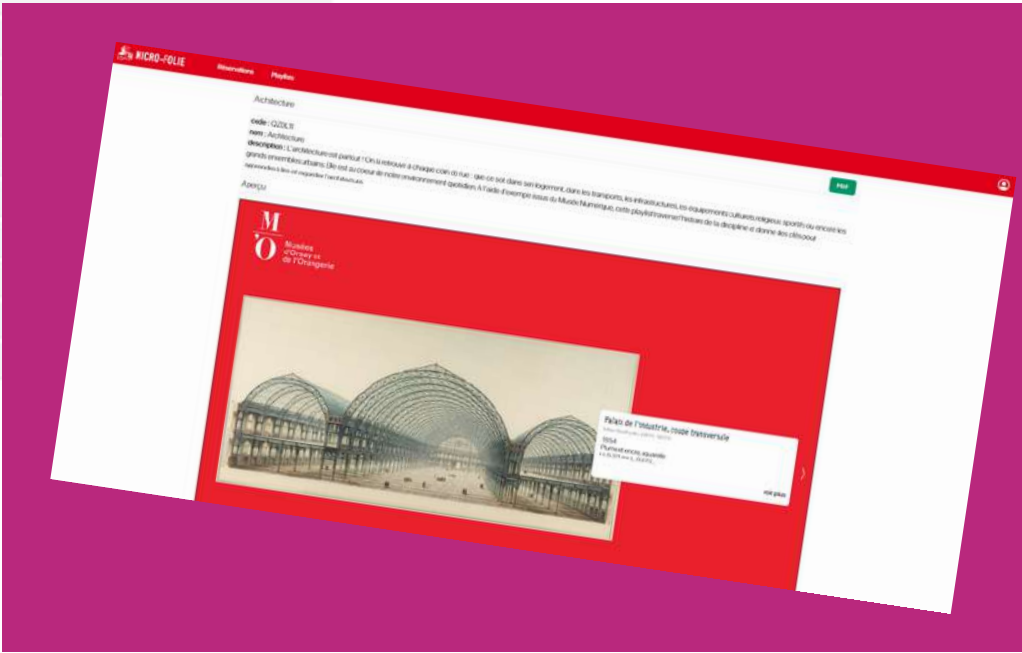 MICRO-FOLIE
Réservations Playlists
Architecture
PDF
nom : Architecture
description : L'architecture est partout ! On la retrouve à chaque coin de rue : que ce soit dans son logement, dans les transports, les infrastructures, les équipements culturels, religieux, sportifs ou encore les
grands ensembles urbains. Elle est au coeur de notre environnement quotidien. A l'aide d'exemple issus du Musée Numérique, cette playlist traverse l'histoire de la discipline et donne les clés pour
apprendre à lire et regarder l'architecture.
Aperçu
M
'O
Musées
d'Orsay et
de l'Orangerie
Palais de l'industrie, coupe transversale
1854
Plume et encre, aquarelle
voir plus